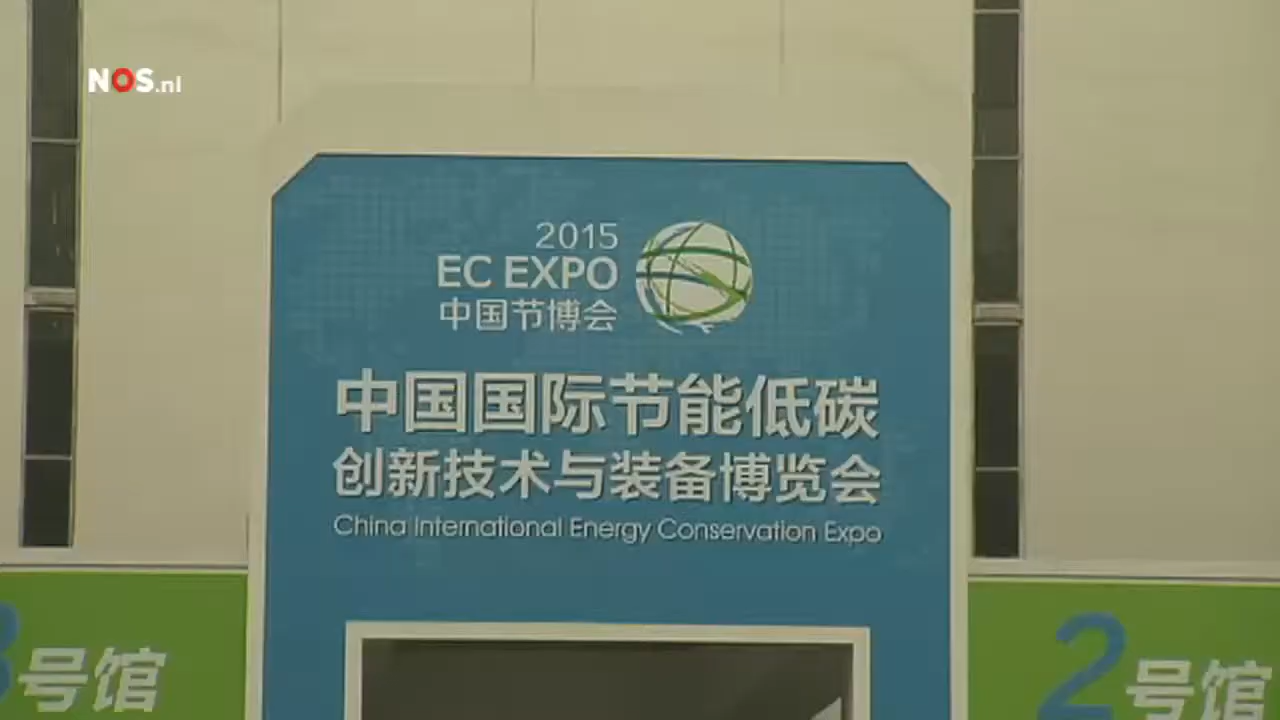 NOS.nl
2015
EC EXPO
中国节博会
中国国际节能低碳
创新技术与装备博览会
China International Energy Conservation Expo
3号馆
2号馆